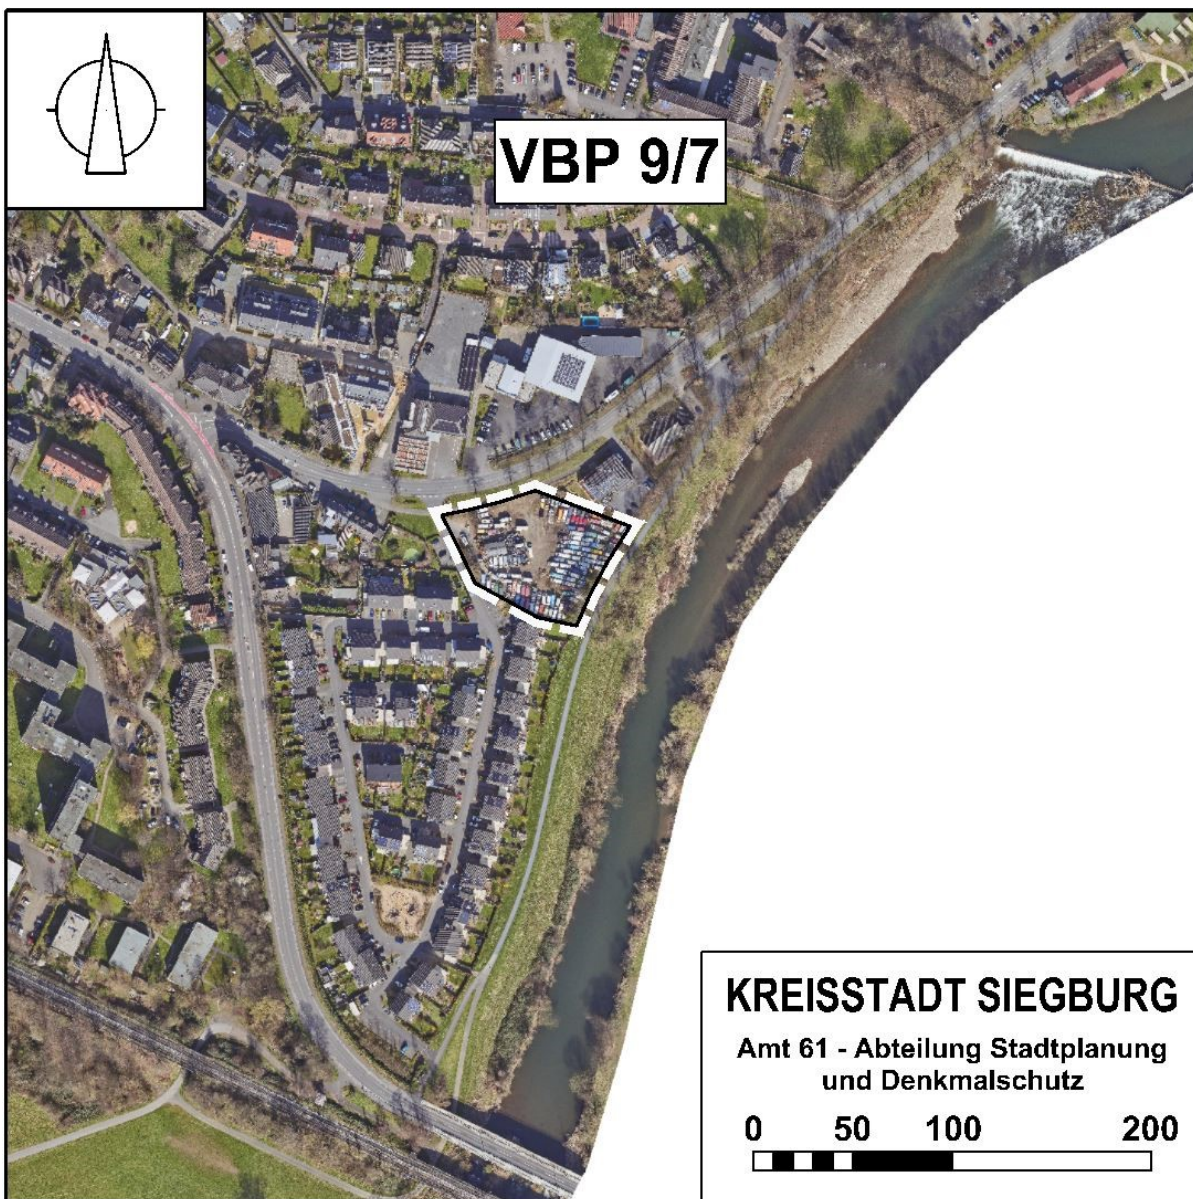 VBP 9/7
KREISSTADT SIEGBURG
Amt 61 - Abteilung Stadtplanung
und Denkmalschutz
0 50 100 200